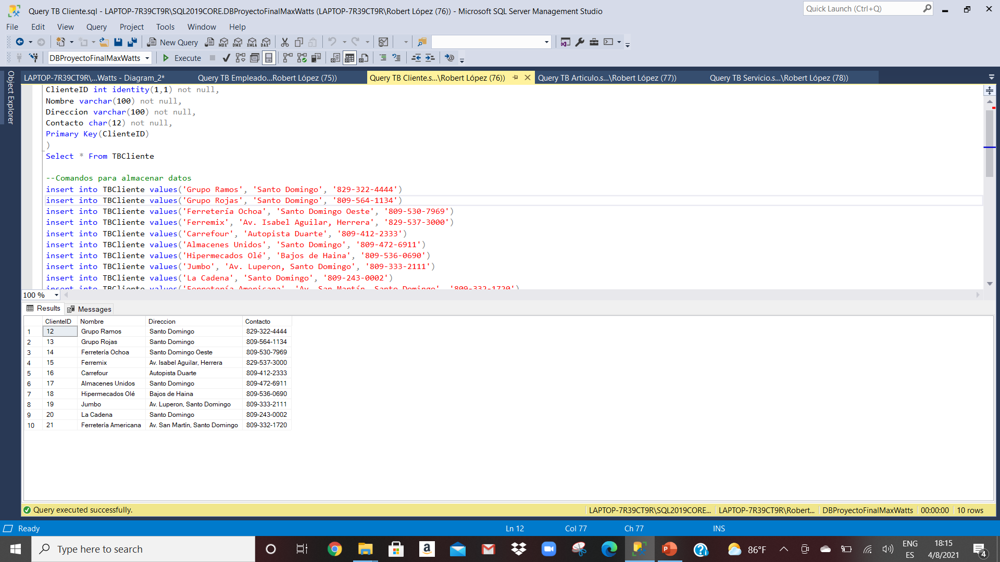 Query TB Cliente.sql - LAPTOP-7R39CT9R\SQL2019CORE.DBProyectoFinalMaxWatts (LAPTOP-7R39CT9R\Robert López (76)) - Microsoft SQL Server Management Studio
Quick Launch (Ctrl+Q)
File Edit View Query Project Tools Window Help
New Query MDX DMX XMLA DAX
DBProyectoFinalMaxWatts Execute
Object Explorer
LAPTOP-7R39CT9R\...Watts - Diagram_2* Query TB Empleado...Robert López (75)) Query TB Cliente.s...\Robert López (76)) Query TB Articulo.s...\Robert López (77)) Query TB Servicio.s...\Robert López (78))
ClienteID int identity(1,1) not null,
Nombre varchar(100) not null,
Direccion varchar(100) not null,
Contacto char(12) not null,
Primary Key(ClienteID)
)
Select * From TBCliente
--Comandos para almacenar datos
insert into TBCliente values('Grupo Ramos', 'Santo Domingo', '829-322-4444')
insert into TBCliente values('Grupo Rojas', 'Santo Domingo', '809-564-1134')
insert into TBCliente values('Ferretería Ochoa', 'Santo Domingo Oeste', '809-530-7969')
insert into TBCliente values('Ferremix', 'Av. Isabel Aguilar, Herrera', '829-537-3000')
insert into TBCliente values('Carrefour', 'Autopista Duarte', '809-412-2333')
insert into TBCliente values('Almacenes Unidos', 'Santo Domingo', '809-472-6911')
insert into TBCliente values('Hipermecados Olé', 'Bajos de Haina', '809-536-0690')
insert into TBCliente values('Jumbo', 'Av. Luperon, Santo Domingo', '809-333-2111')
insert into TBCliente values('La Cadena', 'Santo Domingo', '809-243-0002')
insert into TBCliente values('Ferretería Americana', 'Av. San Martín, Santo Domingo', '809-332-1720')
100 %
Results Messages
ClienteID Nombre Direccion Contacto
1 12 Grupo Ramos Santo Domingo 829-322-4444
2 13 Grupo Rojas Santo Domingo 809-564-1134
3 14 Ferretería Ochoa Santo Domingo Oeste 809-530-7969
4 15 Ferremix Av. Isabel Aguilar, Herrera 829-537-3000
5 16 Carrefour Autopista Duarte 809-412-2333
6 17 Almacenes Unidos Santo Domingo 809-472-6911
7 18 Hipermecados Olé Bajos de Haina 809-536-0690
8 19 Jumbo Av. Luperon, Santo Domingo 809-333-2111
9 20 La Cadena Santo Domingo 809-243-0002
10 21 Ferretería Americana Av. San Martín, Santo Domingo 809-332-1720
Query executed successfully. LAPTOP-7R39CT9R\SQL2019CORE... LAPTOP-7R39CT9R\Robert... DBProyectoFinalMaxWatts 00:00:00 10 rows
Ready Ln 12 Col 77 Ch 77 INS
Type here to search 86°F ENG 18:15
ES 4/8/2021 4